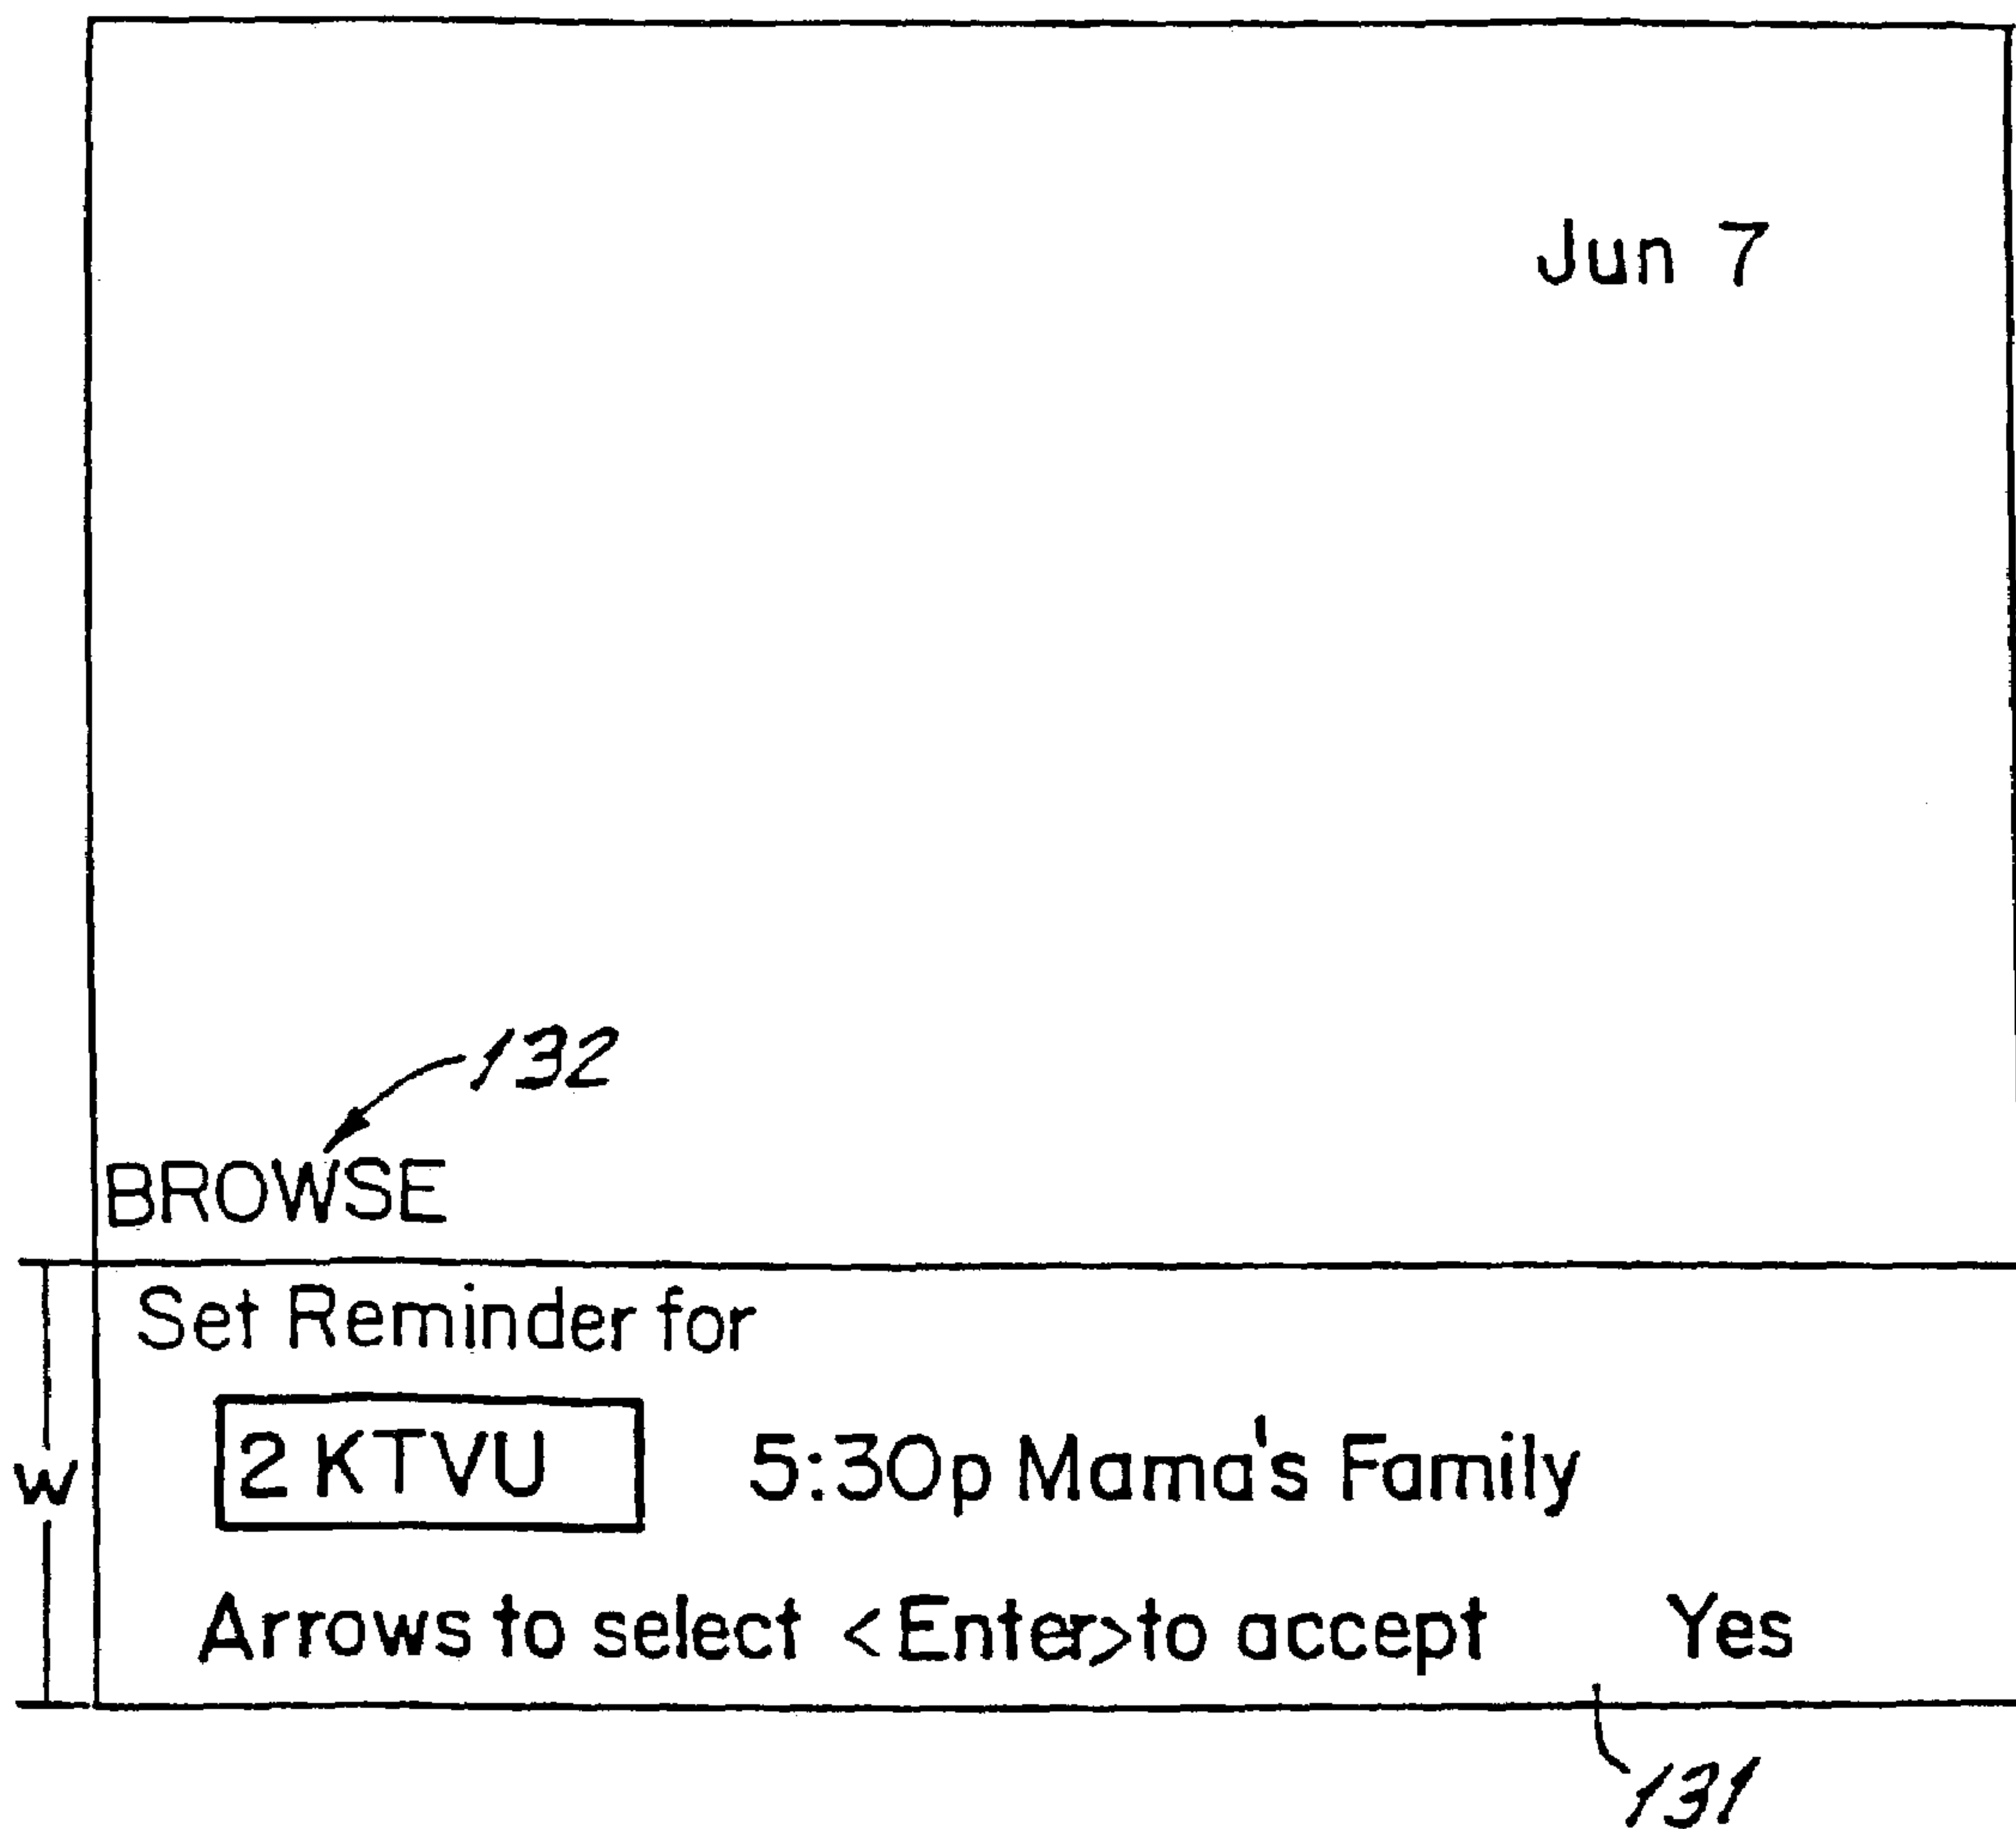 Jun 7
132
BROWSE
Set Reminder for
2 KTVU 5:30p Mama's Family
w
Arrows to select <Enter> to accept Yes
131